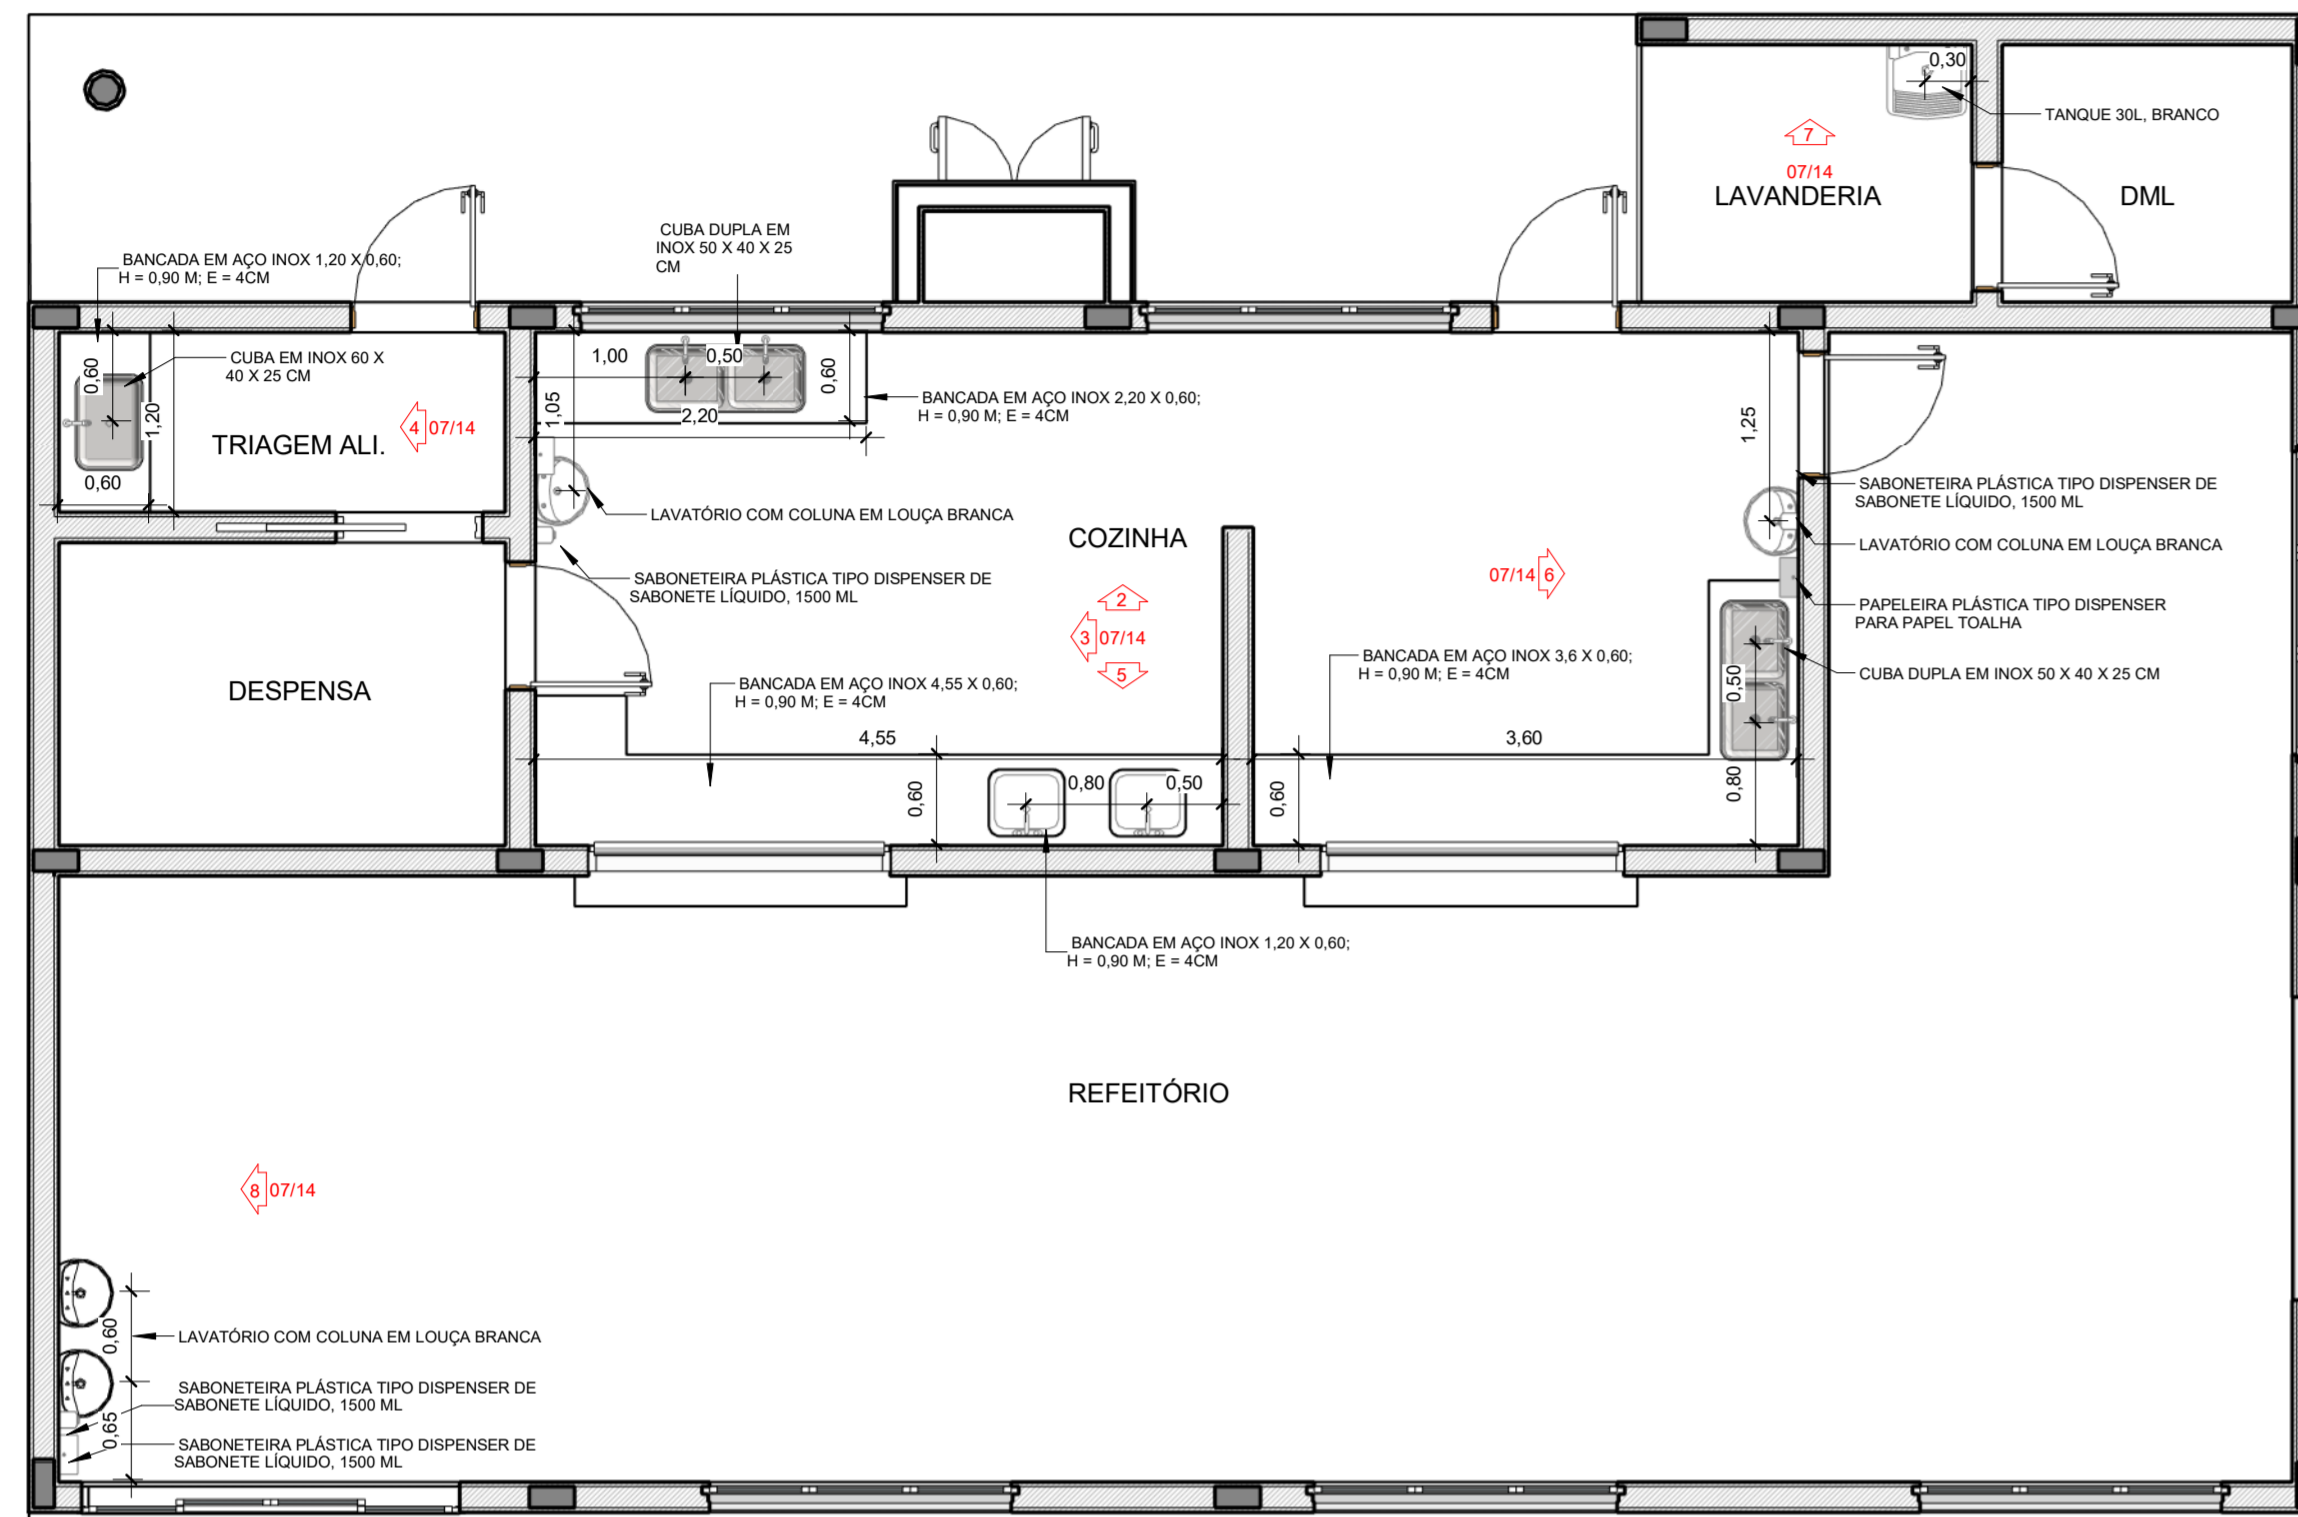 0,30
TANQUE 30L, BRANCO
7
07/14
LAVANDERIA
DML
CUBA DUPLA EM
INOX 50 X 40 X 25
CM
BANCADA EM AÇO INOX 1,20 X 0,60;
H = 0,90 M; E = 4CM
CUBA EM INOX 60 X
40 X 25 CM
0,60
1,20
0,60
TRIAGEM ALI.
4
07/14
1,00
0,50
0,60
2,20
1,05
BANCADA EM AÇO INOX 2,20 X 0,60;
H = 0,90 M; E = 4CM
1,25
LAVATÓRIO COM COLUNA EM LOUÇA BRANCA
SABONETEIRA PLÁSTICA TIPO DISPENSER DE
SABONETE LÍQUIDO, 1500 ML
COZINHA
2
3
07/14
5
07/14
6
SABONETEIRA PLÁSTICA TIPO DISPENSER DE
SABONETE LÍQUIDO, 1500 ML
LAVATÓRIO COM COLUNA EM LOUÇA BRANCA
PAPELEIRA PLÁSTICA TIPO DISPENSER
PARA PAPEL TOALHA
CUBA DUPLA EM INOX 50 X 40 X 25 CM
DESPENSA
BANCADA EM AÇO INOX 4,55 X 0,60;
H = 0,90 M; E = 4CM
BANCADA EM AÇO INOX 3,6 X 0,60;
H = 0,90 M; E = 4CM
0,50
4,55
3,60
0,60
0,80
0,50
0,60
0,80
BANCADA EM AÇO INOX 1,20 X 0,60;
H = 0,90 M; E = 4CM
REFEITÓRIO
8
07/14
0,60
LAVATÓRIO COM COLUNA EM LOUÇA BRANCA
SABONETEIRA PLÁSTICA TIPO DISPENSER DE
SABONETE LÍQUIDO, 1500 ML
0,65
SABONETEIRA PLÁSTICA TIPO DISPENSER DE
SABONETE LÍQUIDO, 1500 ML